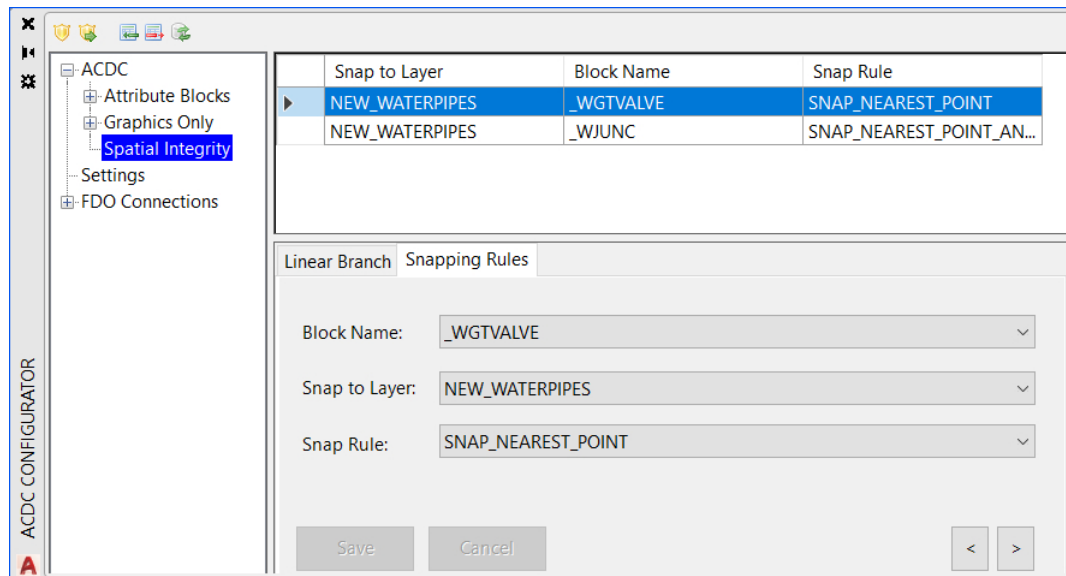 ACDC
Attribute Blocks
Graphics Only
Spatial Integrity
Settings
FDO Connections
Snap to Layer Block Name Snap Rule
NEW_WATERPIPES _WGTVALVE SNAP_NEAREST_POINT
NEW_WATERPIPES _WJUNC SNAP_NEAREST_POINT_AN...
Linear Branch Snapping Rules
Block Name: _WGTVALVE
Snap to Layer: NEW_WATERPIPES
Snap Rule: SNAP_NEAREST_POINT
Save Cancel < >
ACDC CONFIGURATOR
A